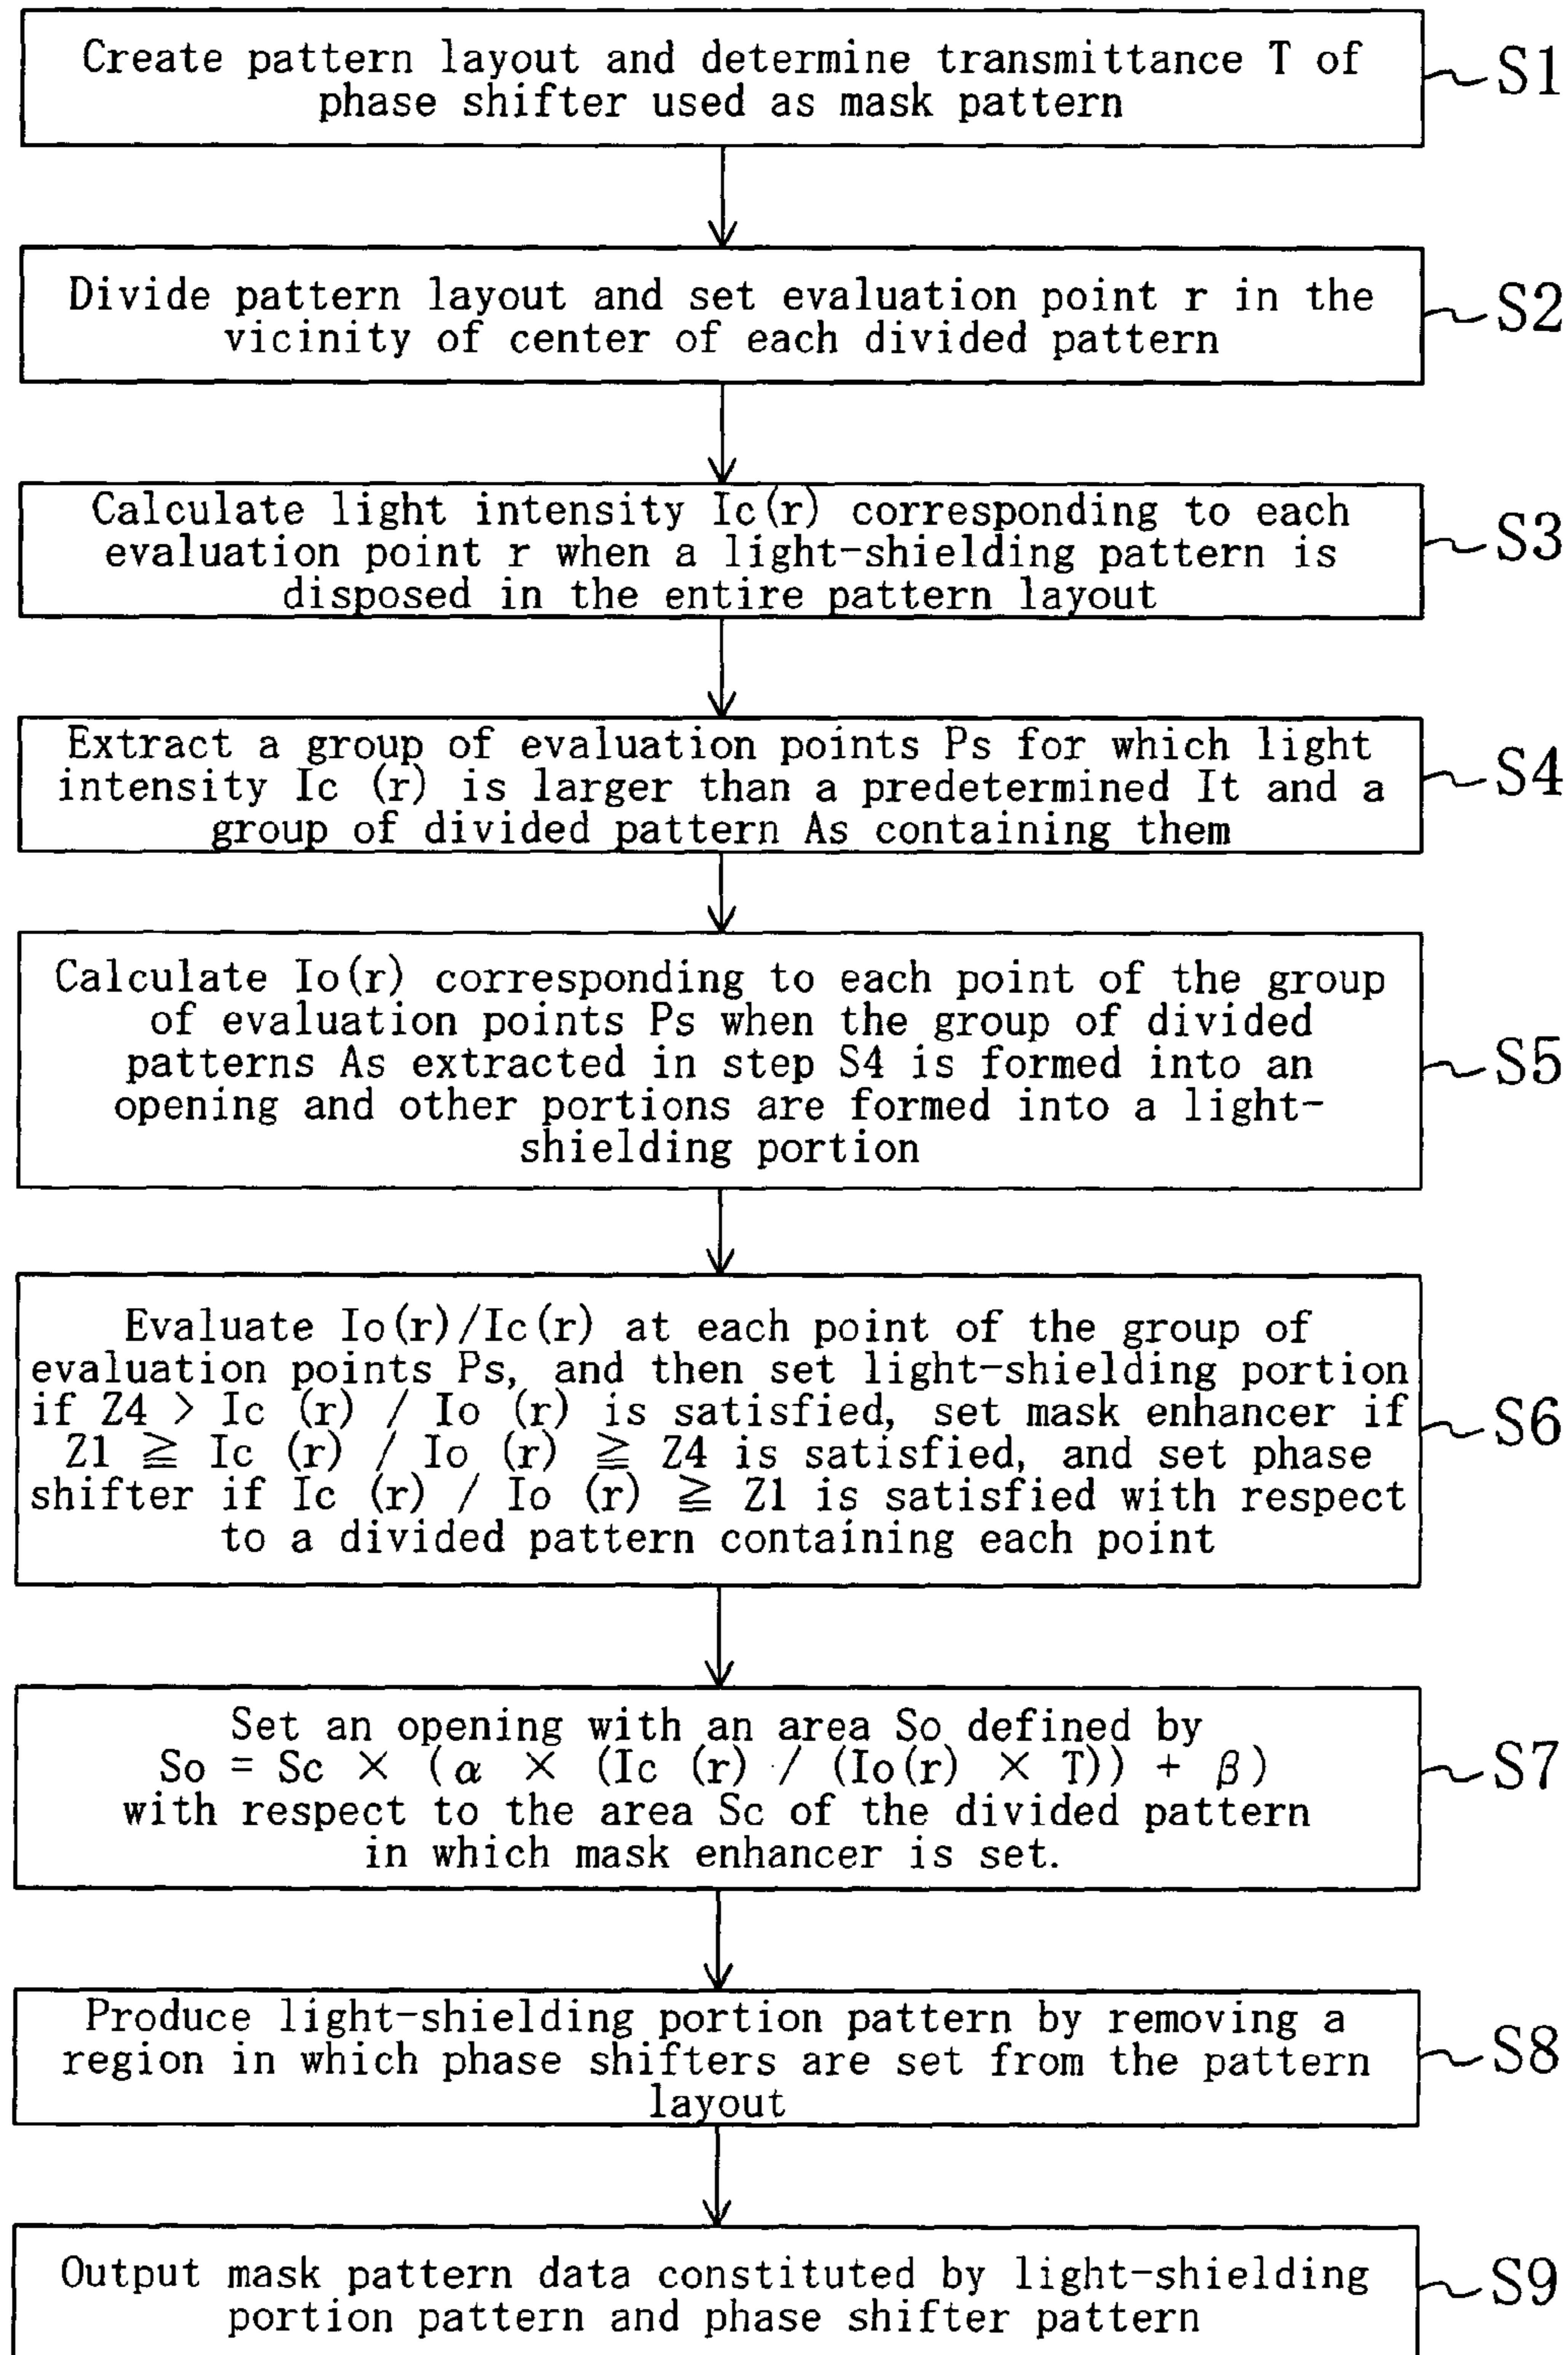 Create pattern layout and determine transmittance T of
phase shifter used as mask pattern
S1
Divide pattern layout and set evaluation point r in the
vicinity of center of each divided pattern
S2
Calculate light intensity Ic(r) corresponding to each
evaluation point r when a light-shielding pattern is
disposed in the entire pattern layout
S3
Extract a group of evaluation points Ps for which light
intensity Ic (r) is larger than a predetermined It and a
group of divided pattern As containing them
S4
Calculate Io(r) corresponding to each point of the group
of evaluation points Ps when the group of divided
patterns As extracted in step S4 is formed into an
opening and other portions are formed into a light-
shielding portion
S5
Evaluate Io(r)/Ic(r) at each point of the group of
evaluation points Ps, and then set light-shielding portion
if Z4 > Ic (r) / Io (r) is satisfied, set mask enhancer if
Z1 ≧ Ic (r) / Io (r) ≧ Z4 is satisfied, and set phase
shifter if Ic (r) / Io (r) ≧ Z1 is satisfied with respect
to a divided pattern containing each point
S6
Set an opening with an area So defined by
So = Sc × (α × (Ic (r) / (Io(r) × T)) + β)
with respect to the area Sc of the divided pattern
in which mask enhancer is set.
S7
Produce light-shielding portion pattern by removing a
region in which phase shifters are set from the pattern
layout
S8
Output mask pattern data constituted by light-shielding
portion pattern and phase shifter pattern
S9